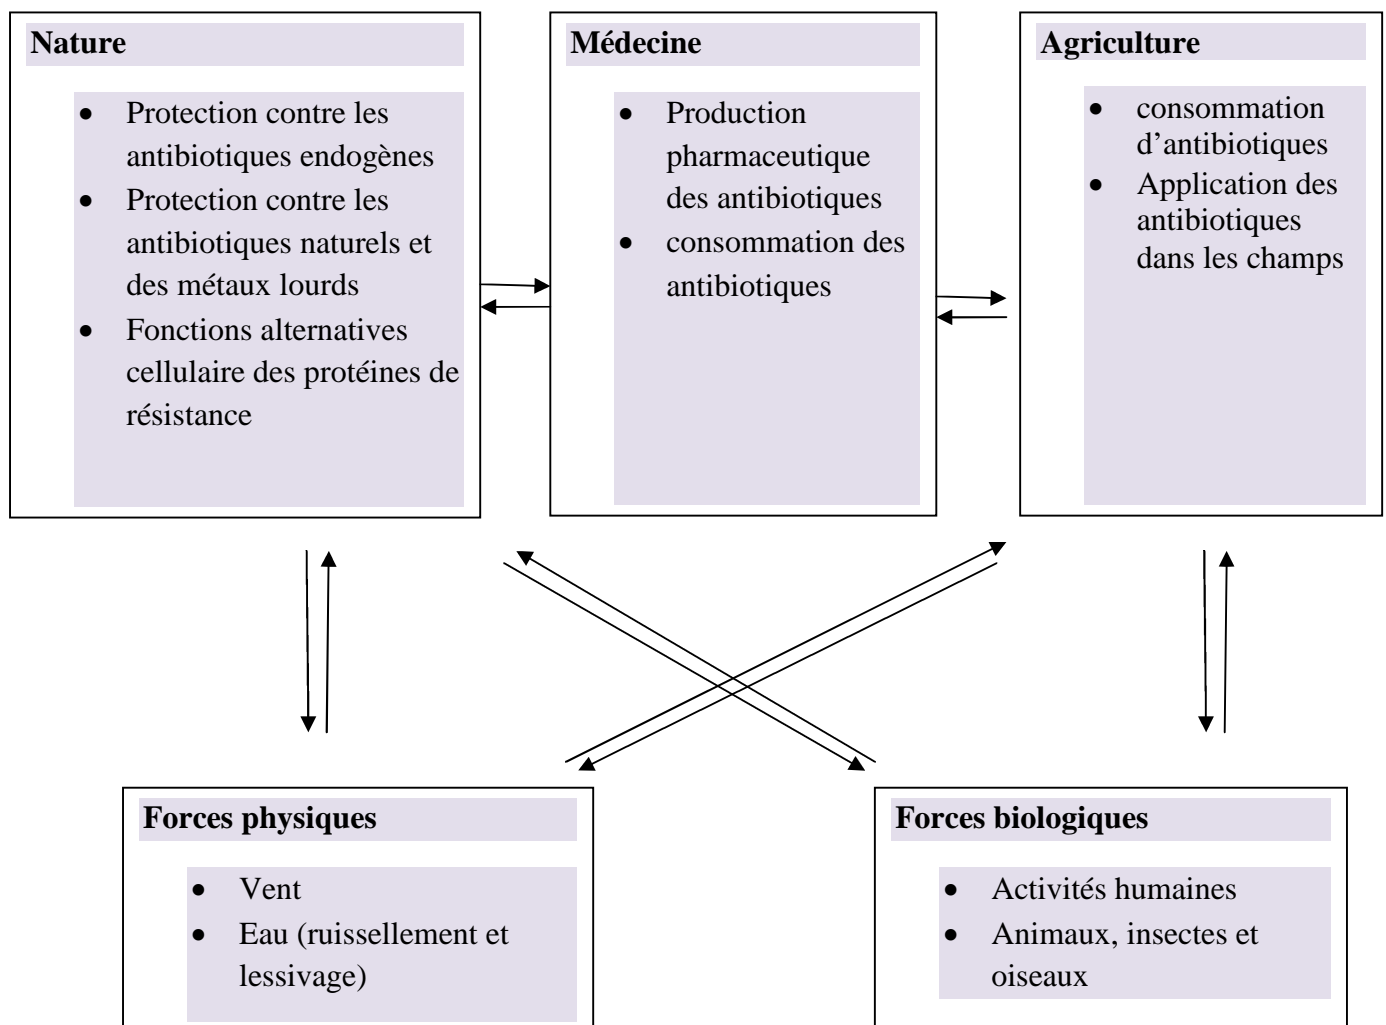 Nature
• Protection contre les
antibiotiques endogènes
• Protection contre les
antibiotiques naturels et
des métaux lourds
• Fonctions alternatives
cellulaire des protéines de
résistance
Médecine
• Production
pharmaceutique
des antibiotiques
• consommation des
antibiotiques
Agriculture
• consommation
d’antibiotiques
• Application des
antibiotiques
dans les champs
Forces physiques
• Vent
• Eau (ruissellement et
lessivage)
Forces biologiques
• Activités humaines
• Animaux, insectes et
oiseaux